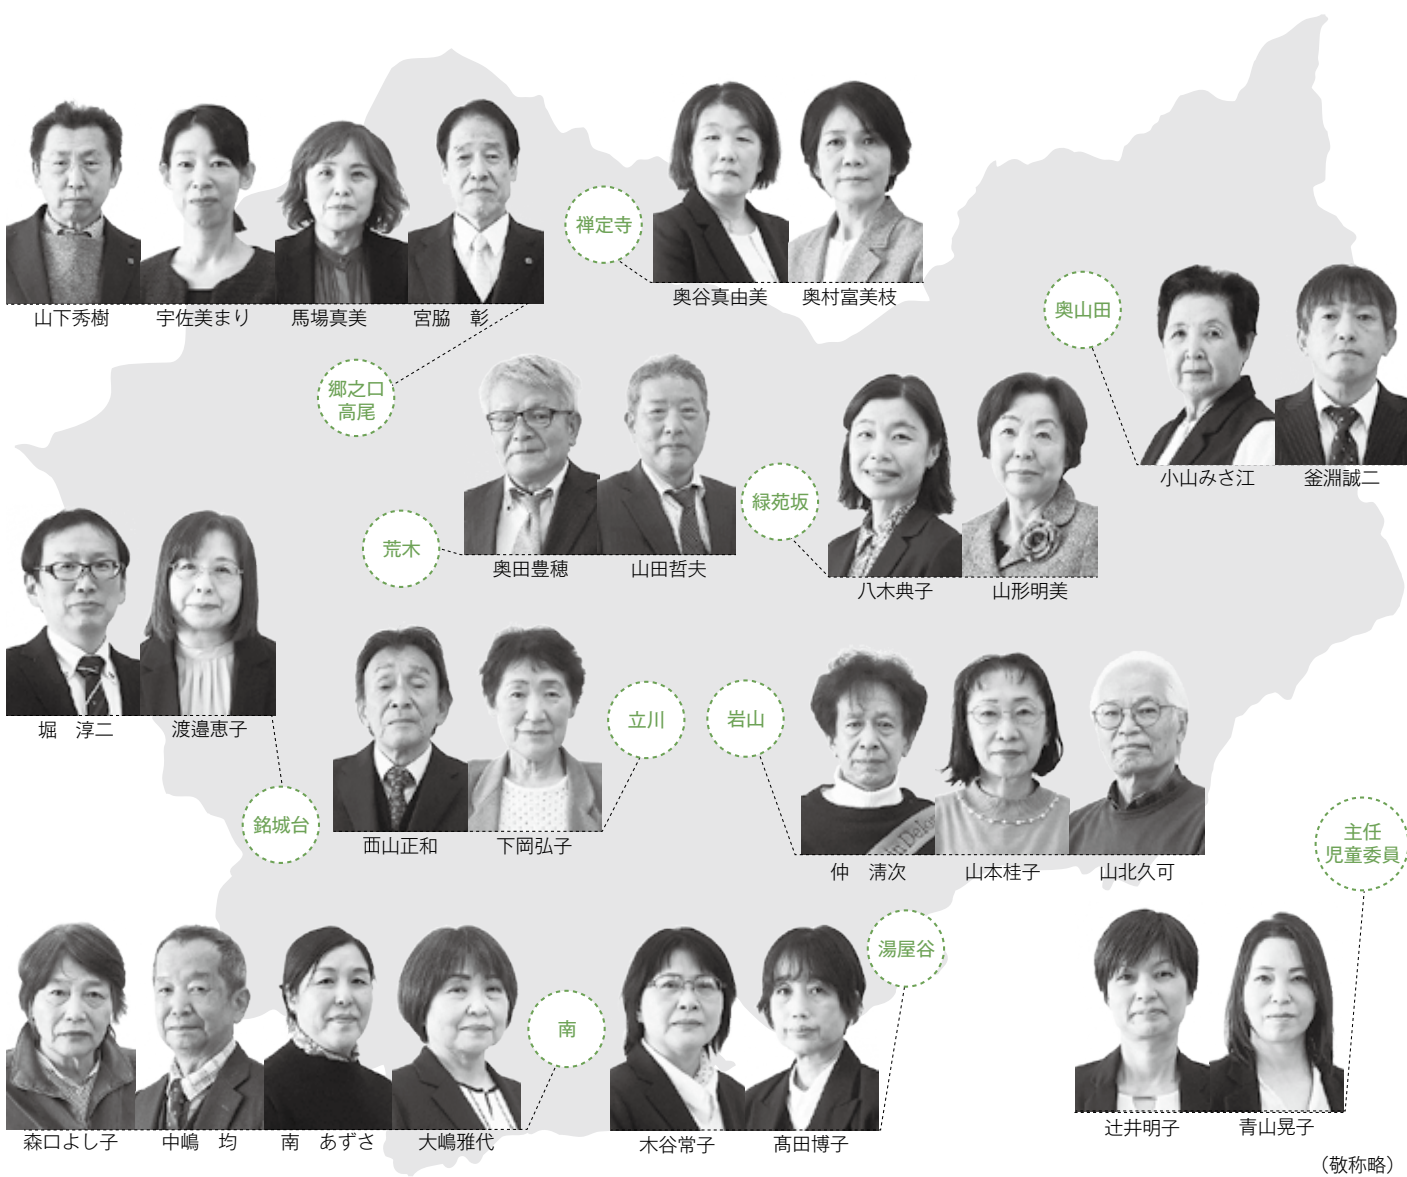 山下秀樹 宇佐美まり 馬場真美 宮脇　彰
郷之口
高尾
禅定寺
奥谷真由美 奥村富美枝
奥山田
小山みさ江 釜淵誠二
荒木
奥田豊穂 山田哲夫
緑苑坂
八木典子 山形明美
堀　淳二 渡邉恵子
銘城台
西山正和 下岡弘子
立川
岩山
仲　清次 山本桂子 山北久可
主任
児童委員
辻井明子 青山晃子
森口よし子 中嶋　均 南　あずさ 大嶋雅代
南
湯屋谷
木谷常子 髙田博子
（敬称略）